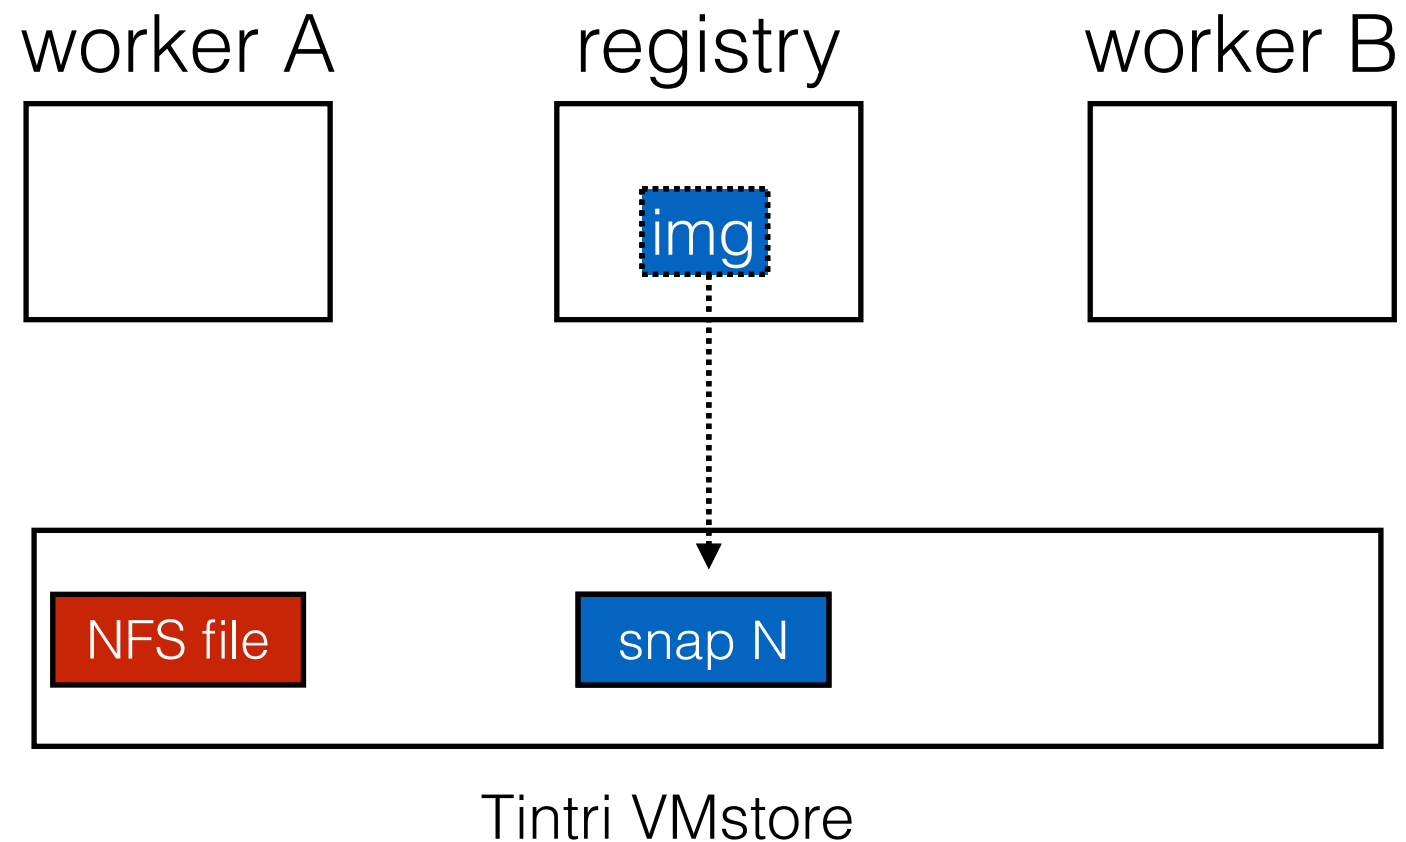 worker A
registry
worker B
img
NFS file
snap N
Tintri VMstore